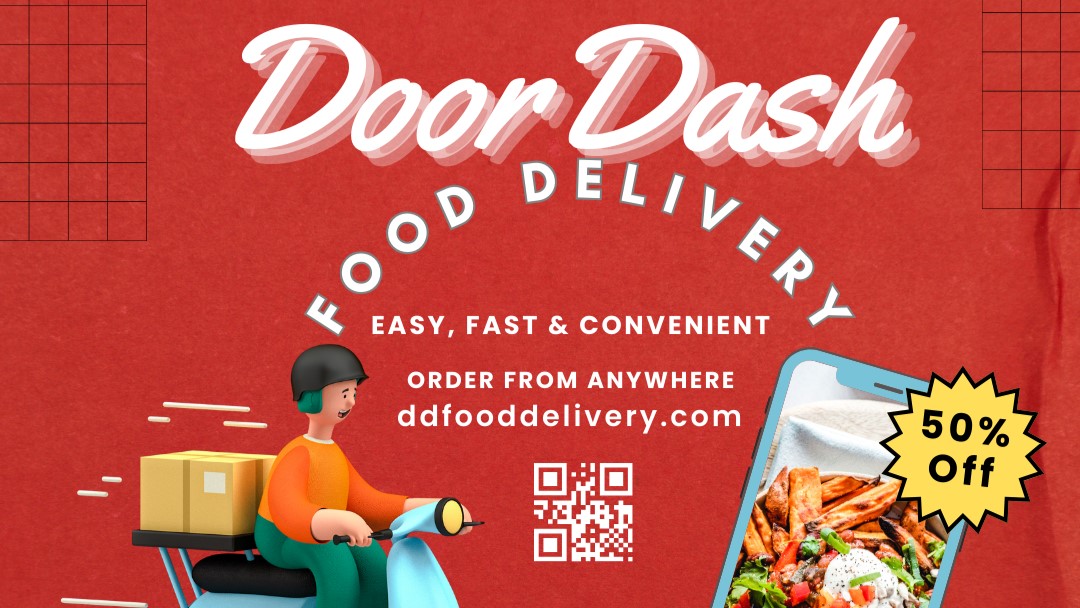 Door Dash
FOOD DELIVERY
EASY, FAST & CONVENIENT
ORDER FROM ANYWHERE
ddfooddelivery.com
50%
Off